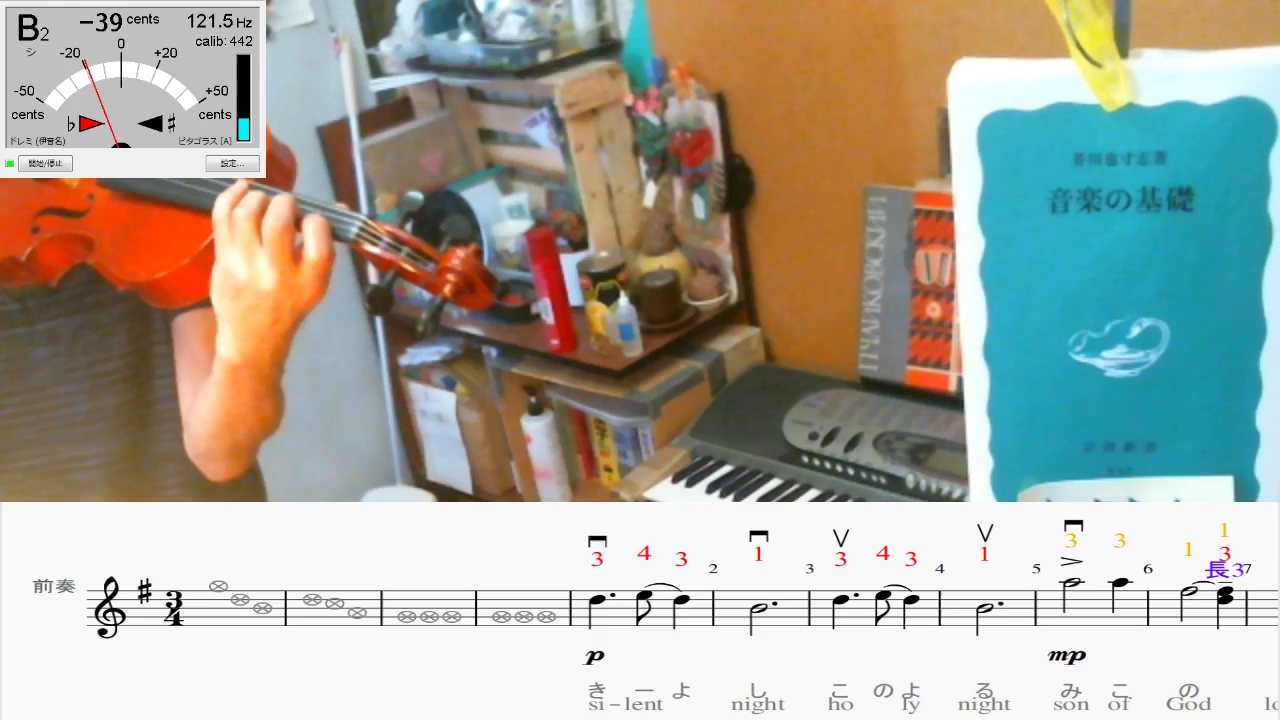 B2
シ
-39 cents
121.5 Hz
calib: 442
-50 cents
-20
0
+20
+50 cents
♭
♯
ドレミ (伊音名)
ピタゴラス [A]
開始/停止
設定...
芥川也寸志著
音楽の基礎
岩波新書
ЧАЙКОВСКИЙ
前奏
3 4 3 2 1 3 3 4 3 4 1 5 3 3 6 1 1 3 7
長3
3/4
p
mp
き ー よ し こ の よ る み こ の
si - lent night ho ly night son of God